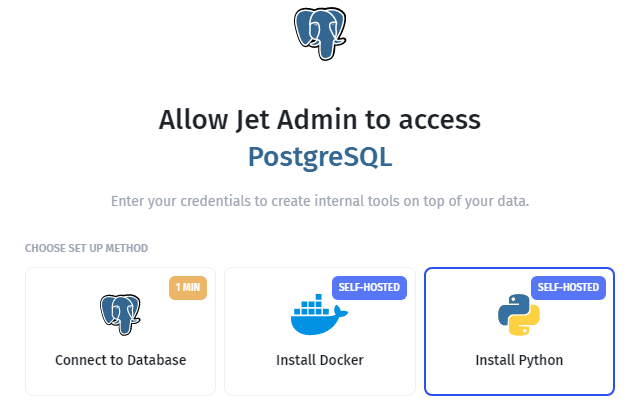 Allow Jet Admin to access
PostgreSQL
Enter your credentials to create internal tools on top of your data.
CHOOSE SET UP METHOD
1 MIN
Connect to Database
SELF-HOSTED
Install Docker
SELF-HOSTED
Install Python